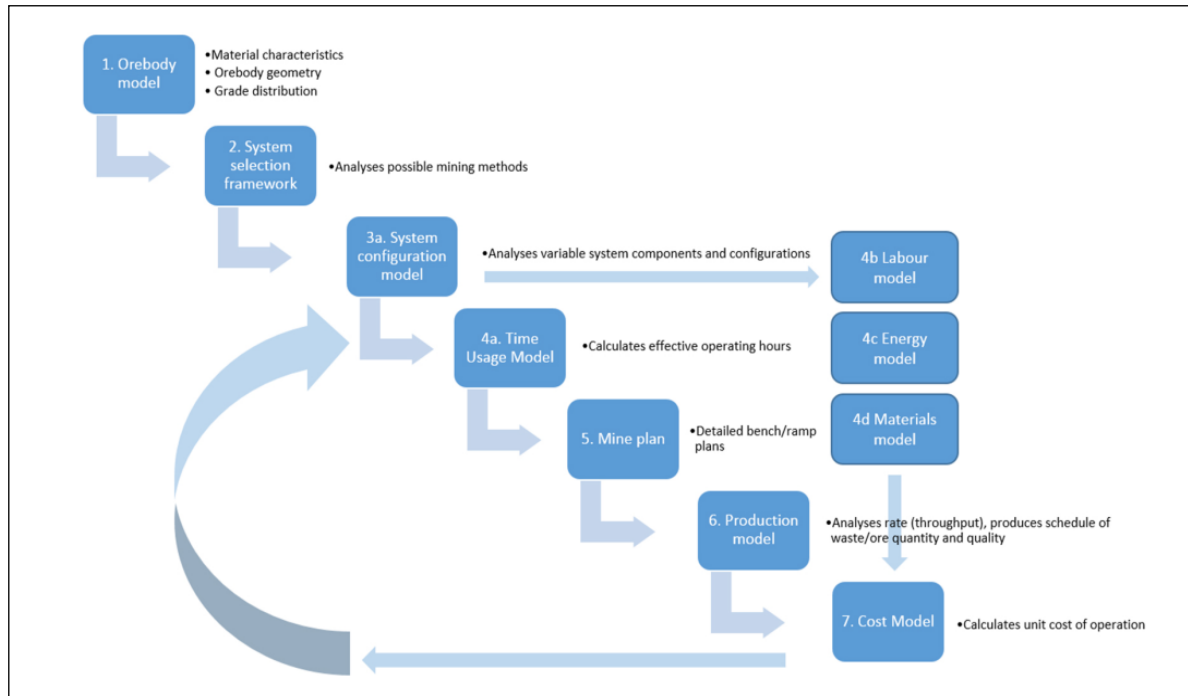 1. Orebody
model
•Material characteristics
• Orebody geometry
• Grade distribution
2. System
selection
framework
•Analyses possible mining methods
3a. System
configuration
model
•Analyses variable system components and configurations
4b Labour
model
4a. Time
Usage Model
•Calculates effective operating hours
4c Energy
model
5. Mine plan
•Detailed bench/ramp
plans
4d Materials
model
6. Production
model
•Analyses rate (throughput), produces schedule of
waste/ore quantity and quality
7. Cost Model
•Calculates unit cost of operation